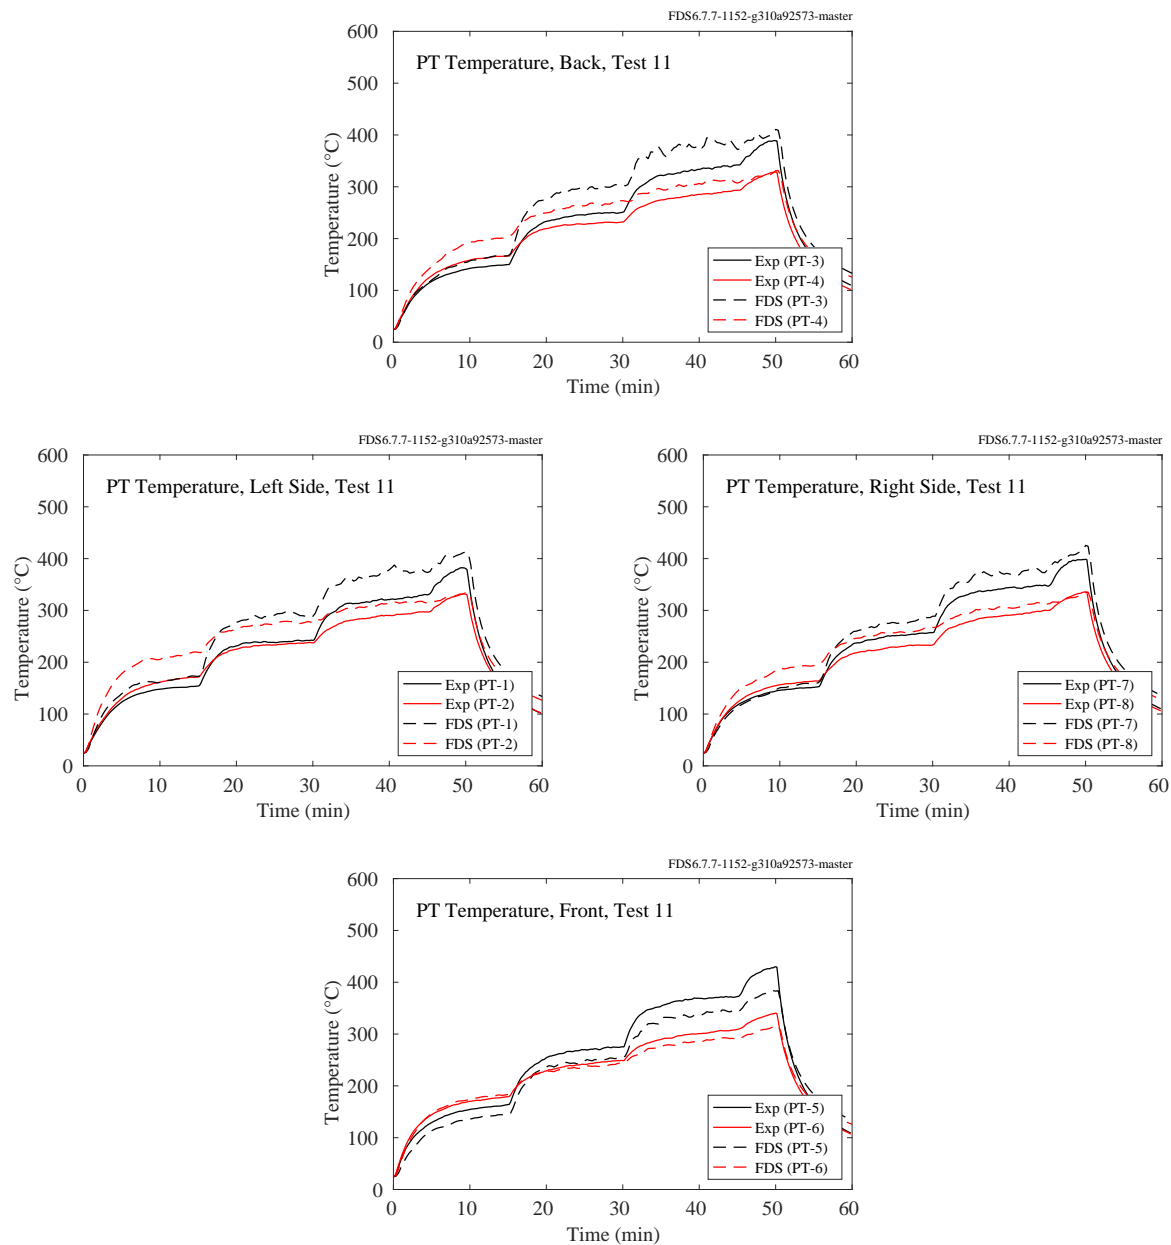 FDS6.7.7-1152-g310a92573-master
PT Temperature, Back, Test 11
600
500
400
300
200
100
0
Temperature (°C)
Exp (PT-3)
Exp (PT-4)
FDS (PT-3)
FDS (PT-4)
0 10 20 30 40 50 60
Time (min)
FDS6.7.7-1152-g310a92573-master
PT Temperature, Left Side, Test 11
600
500
400
300
200
100
0
Temperature (°C)
Exp (PT-1)
Exp (PT-2)
FDS (PT-1)
FDS (PT-2)
0 10 20 30 40 50 60
Time (min)
FDS6.7.7-1152-g310a92573-master
PT Temperature, Right Side, Test 11
600
500
400
300
200
100
0
Temperature (°C)
Exp (PT-7)
Exp (PT-8)
FDS (PT-7)
FDS (PT-8)
0 10 20 30 40 50 60
Time (min)
FDS6.7.7-1152-g310a92573-master
PT Temperature, Front, Test 11
600
500
400
300
200
100
0
Temperature (°C)
Exp (PT-5)
Exp (PT-6)
FDS (PT-5)
FDS (PT-6)
0 10 20 30 40 50 60
Time (min)